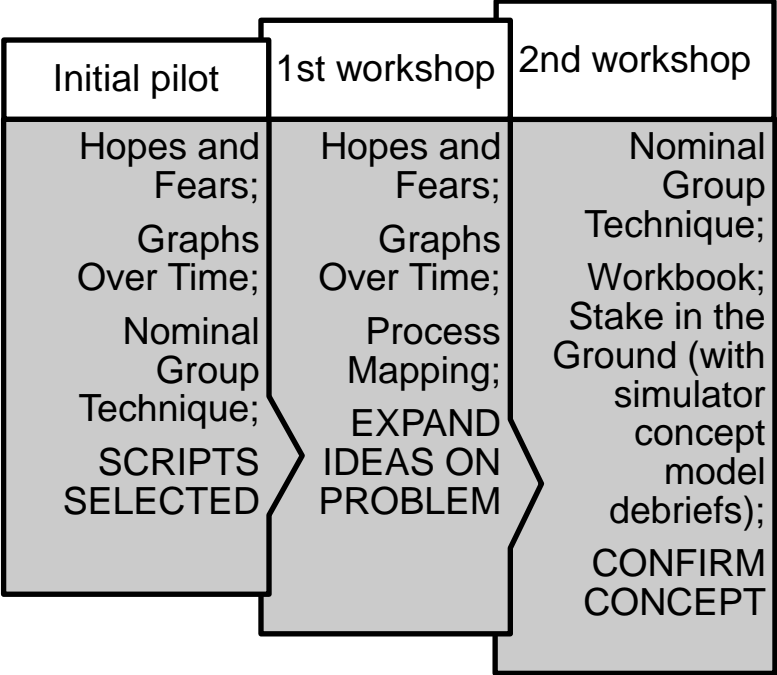 Initial pilot
Hopes and
Fears;
Graphs
Over Time;
Nominal
Group
Technique;
SCRIPTS
SELECTED
1st workshop
Hopes and
Fears;
Graphs
Over Time;
Process
Mapping;
EXPAND
IDEAS ON
PROBLEM
2nd workshop
Nominal
Group
Technique;
Workbook;
Stake in the
Ground (with
simulator
concept
model
debriefs);
CONFIRM
CONCEPT